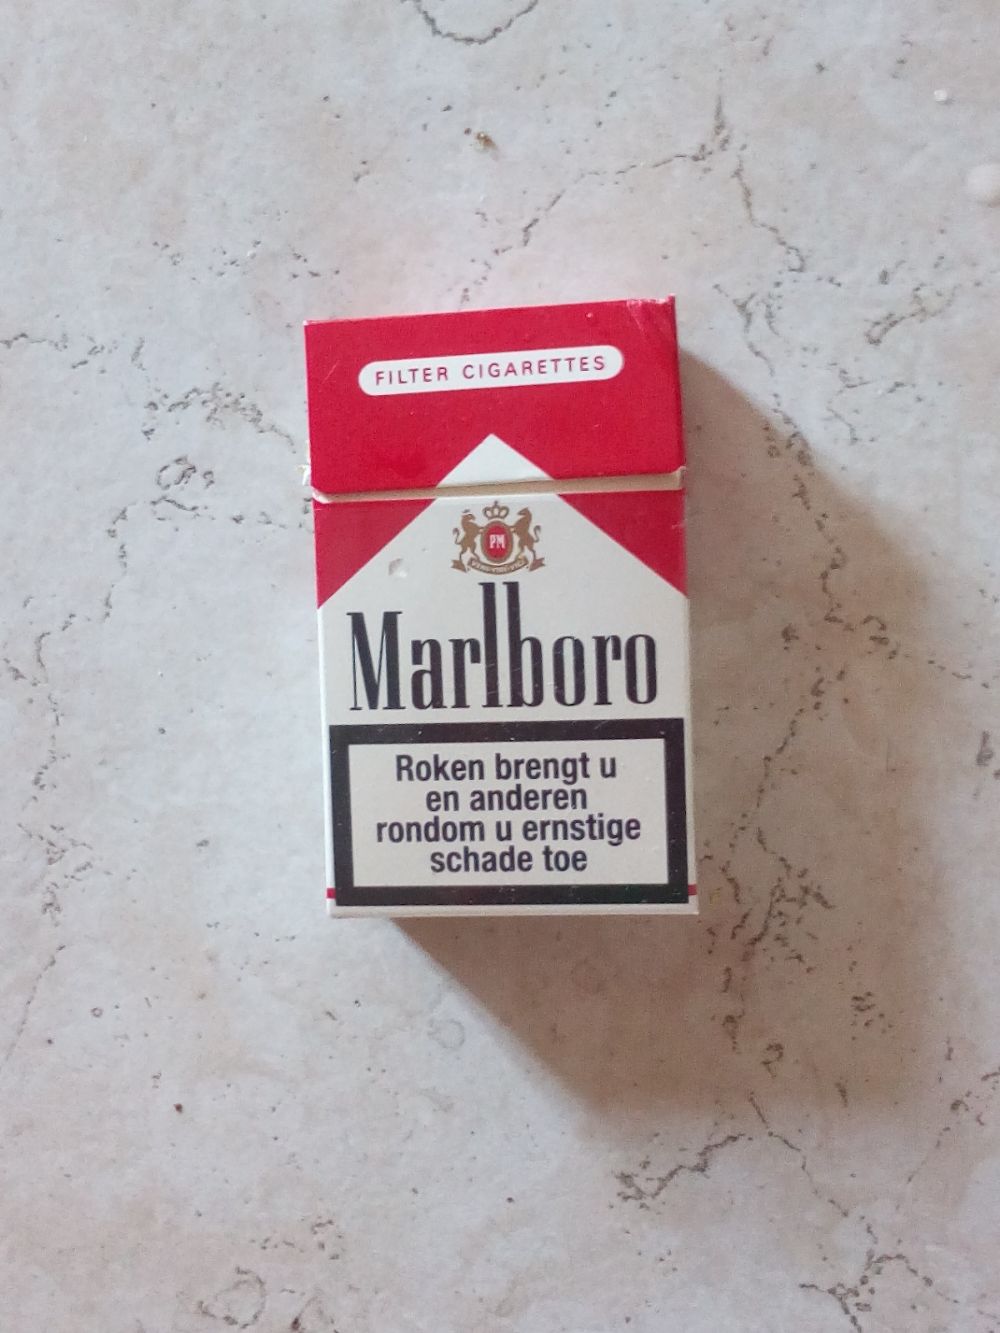 FILTER CIGARETTES
PM
Marlboro
Roken brengt u
en anderen
rondom u ernstige
schade toe